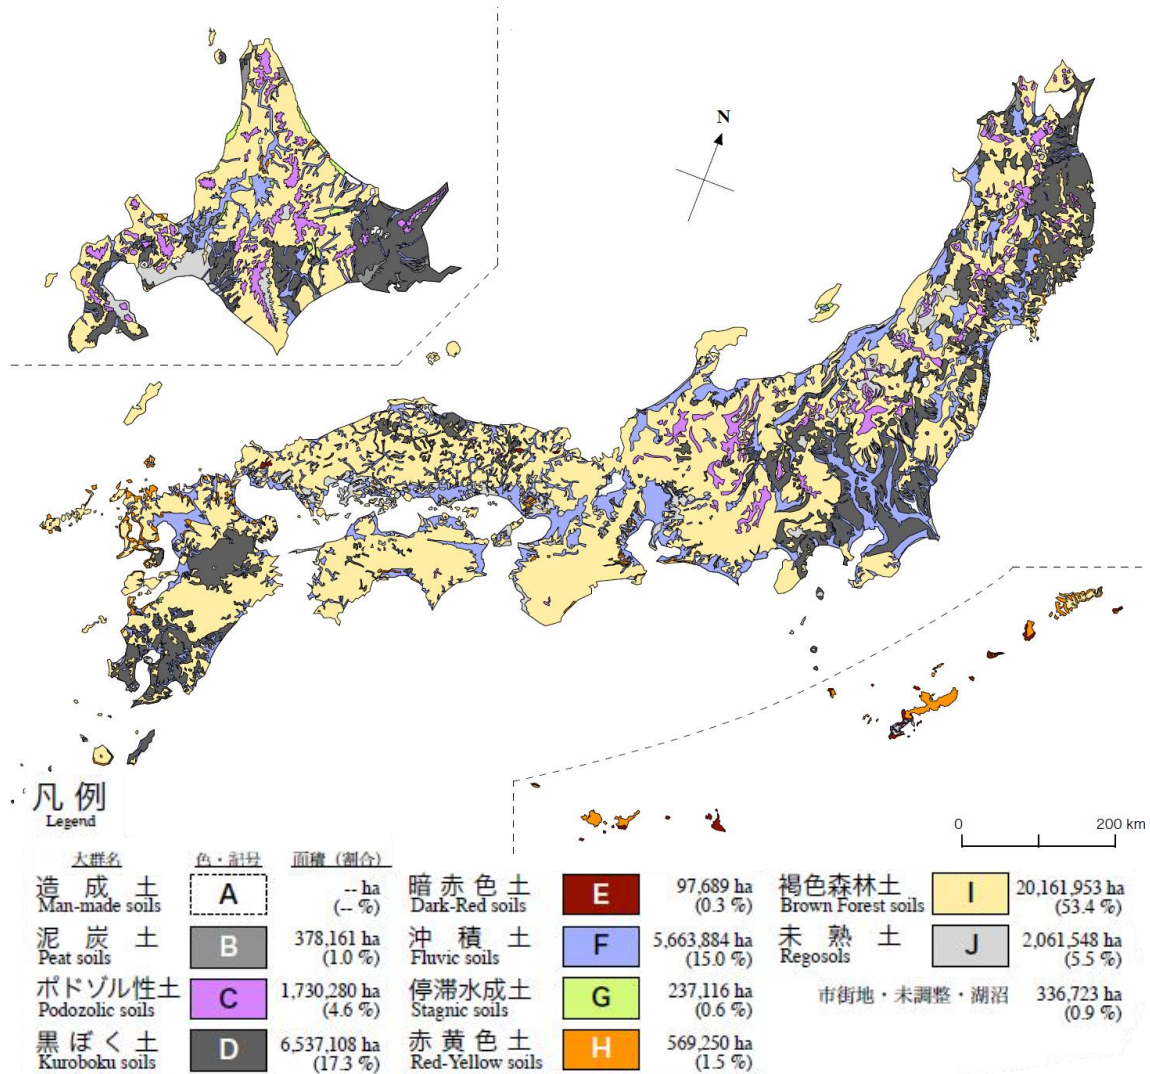 N
0 200 km
凡例
Legend
大群名 色・記号 面積（割合）
造成土
Man-made soils
A
-- ha
(-- %)
泥炭土
Peat soils
B
378,161 ha
(1.0 %)
ポドゾル性土
Podozolic soils
C
1,730,280 ha
(4.6 %)
黒ぼく土
Kuroboku soils
D
6,537,108 ha
(17.3 %)
暗赤色土
Dark-Red soils
E
97,689 ha
(0.3 %)
沖積土
Fluvic soils
F
5,663,884 ha
(15.0 %)
停滞水成土
Stagnic soils
G
237,116 ha
(0.6 %)
赤黄色土
Red-Yellow soils
H
569,250 ha
(1.5 %)
褐色森林土
Brown Forest soils
I
20,161,953 ha
(53.4 %)
未熟土
Regosols
J
2,061,548 ha
(5.5 %)
市街地・未調整・湖沼 336,723 ha
(0.9 %)